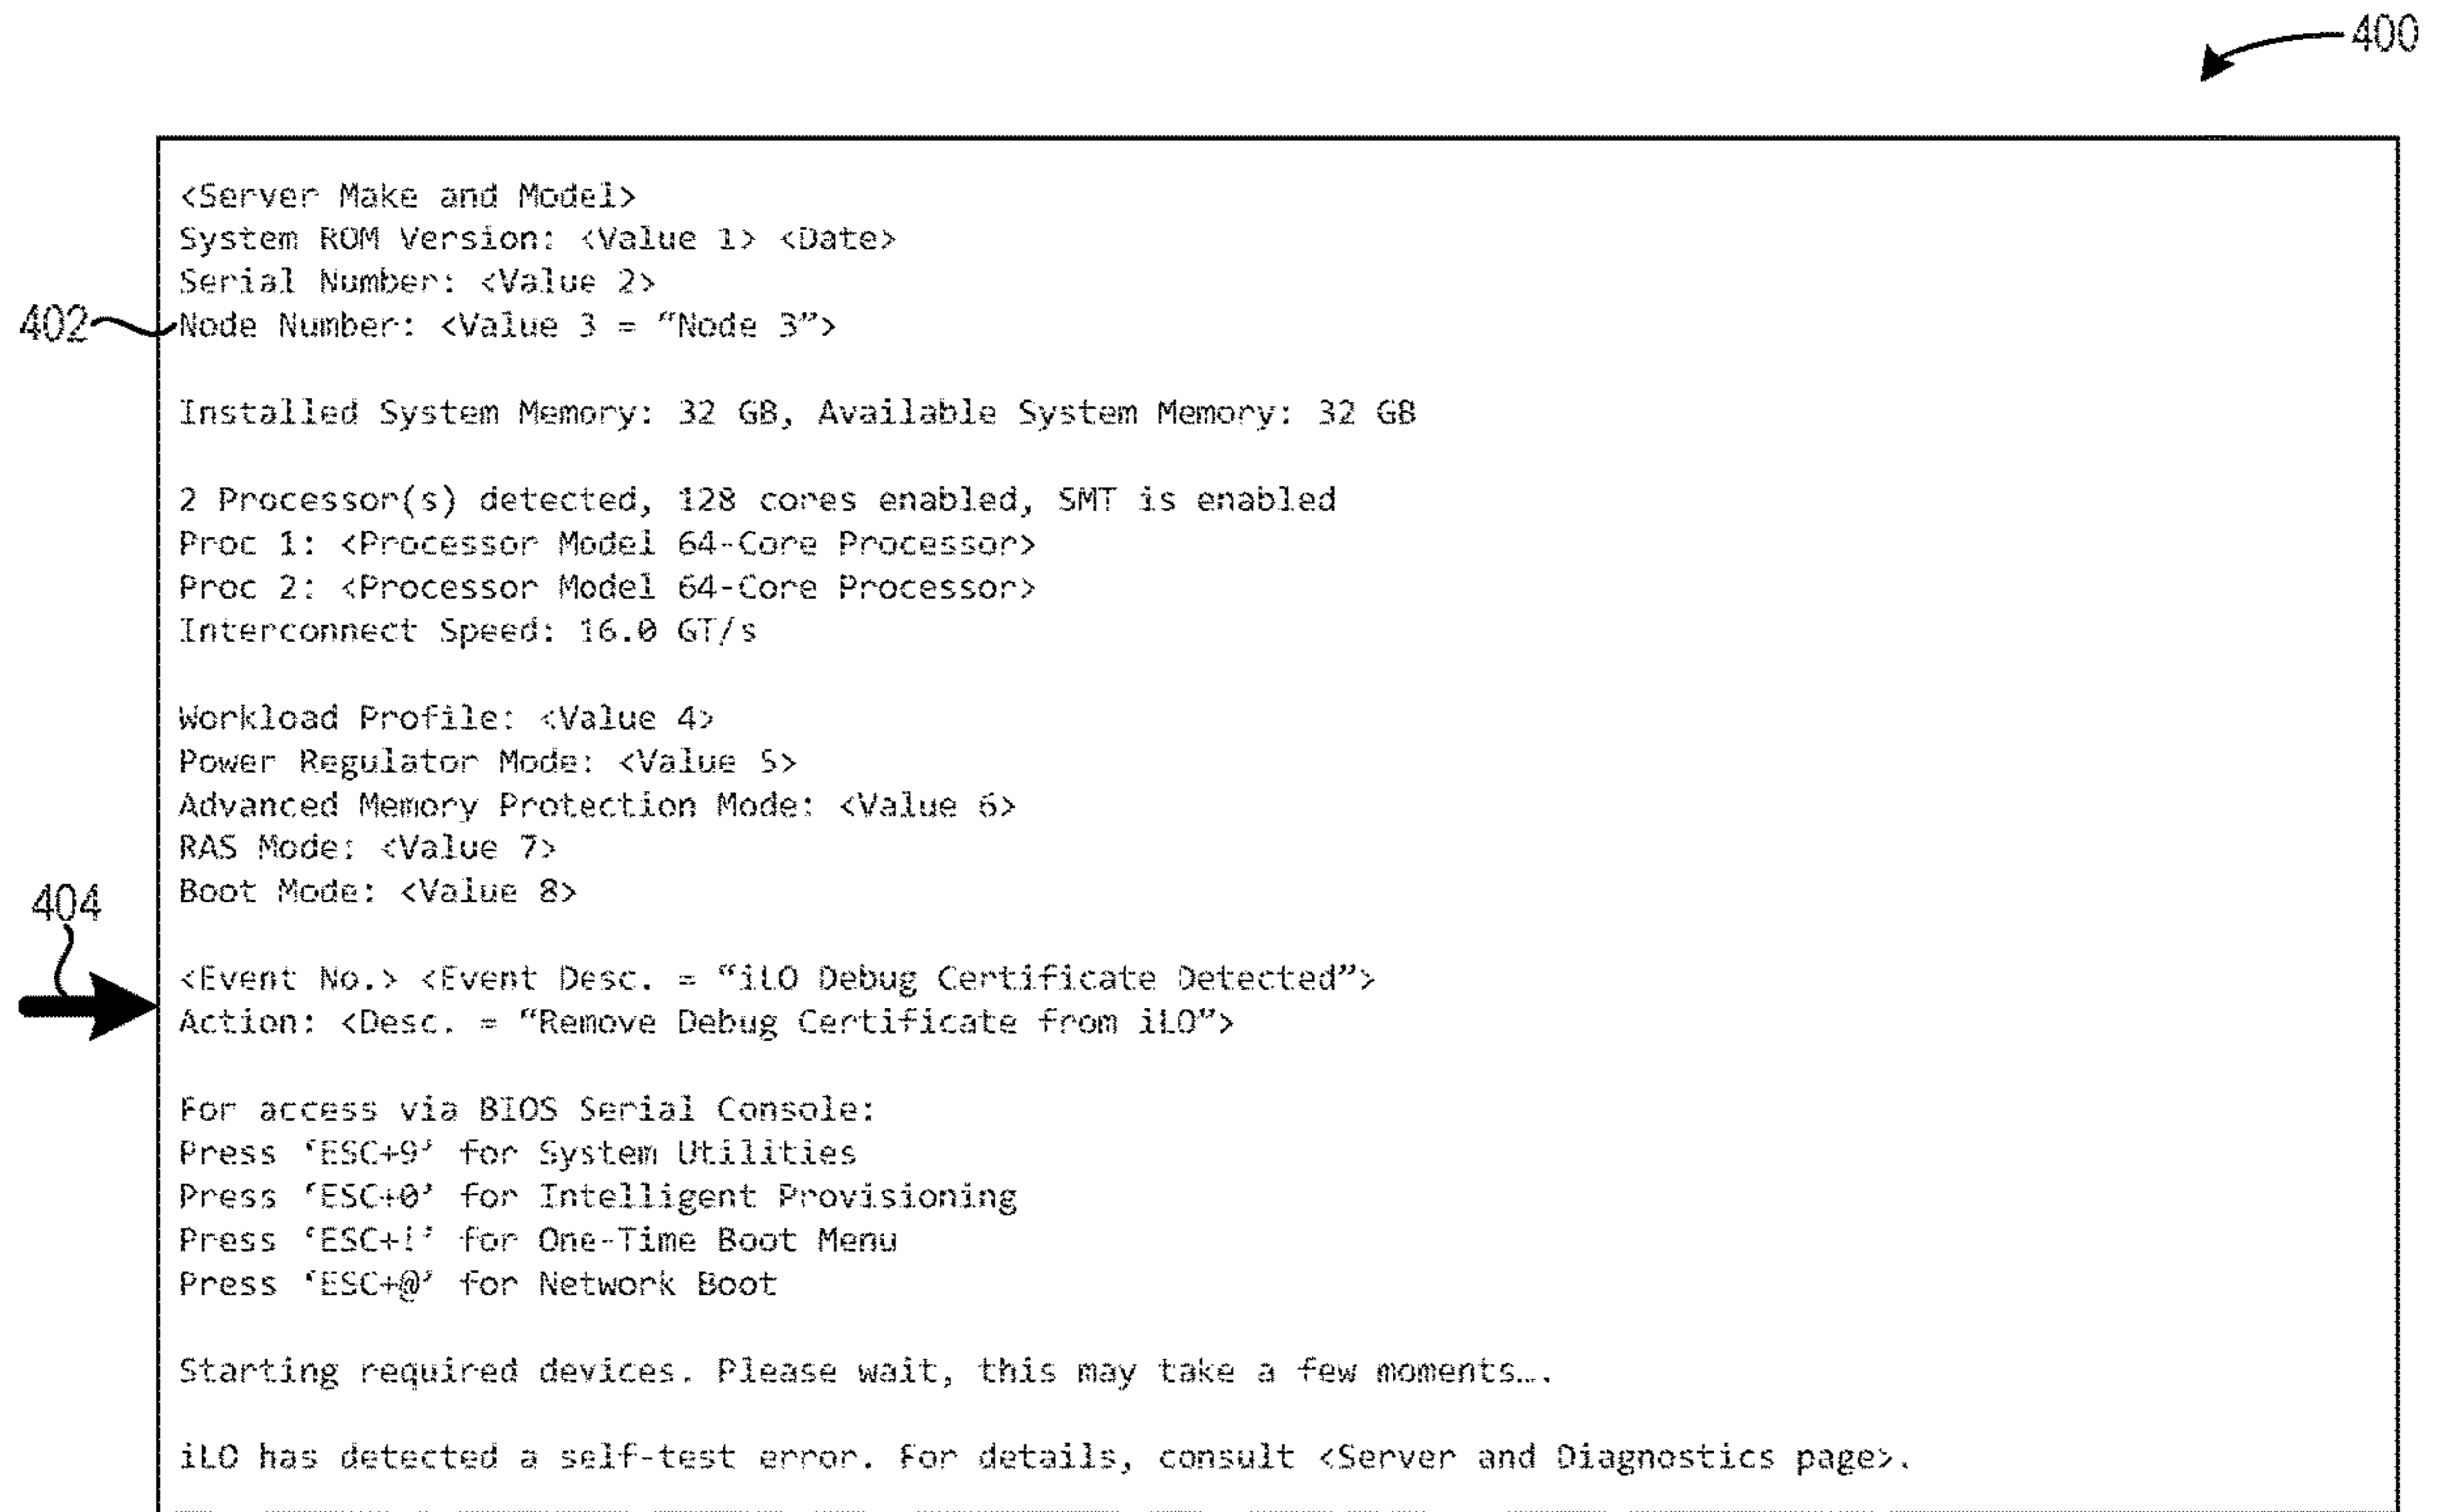 400
<Server Make and Model>
System ROM Version: <Value 1> <Date>
Serial Number: <Value 2>
402
Node Number: <Value 3 = “Node 3”>
Installed System Memory: 32 GB, Available System Memory: 32 GB
2 Processor(s) detected, 128 cores enabled, SMT is enabled
Proc 1: <Processor Model 64-Core Processor>
Proc 2: <Processor Model 64-Core Processor>
Interconnect Speed: 16.0 GT/s
Workload Profile: <Value 4>
Power Regulator Mode: <Value 5>
Advanced Memory Protection Mode: <Value 6>
RAS Mode: <Value 7>
Boot Mode: <Value 8>
404
<Event No.> <Event Desc. = “iLO Debug Certificate Detected”>
Action: <Desc. = “Remove Debug Certificate from iLO”>
For access via BIOS Serial Console:
Press ‘ESC+9’ for System Utilities
Press ‘ESC+0’ for Intelligent Provisioning
Press ‘ESC+!’ for One-Time Boot Menu
Press ‘ESC+@’ for Network Boot
Starting required devices. Please wait, this may take a few moments….
iLO has detected a self-test error. For details, consult <Server and Diagnostics page>.